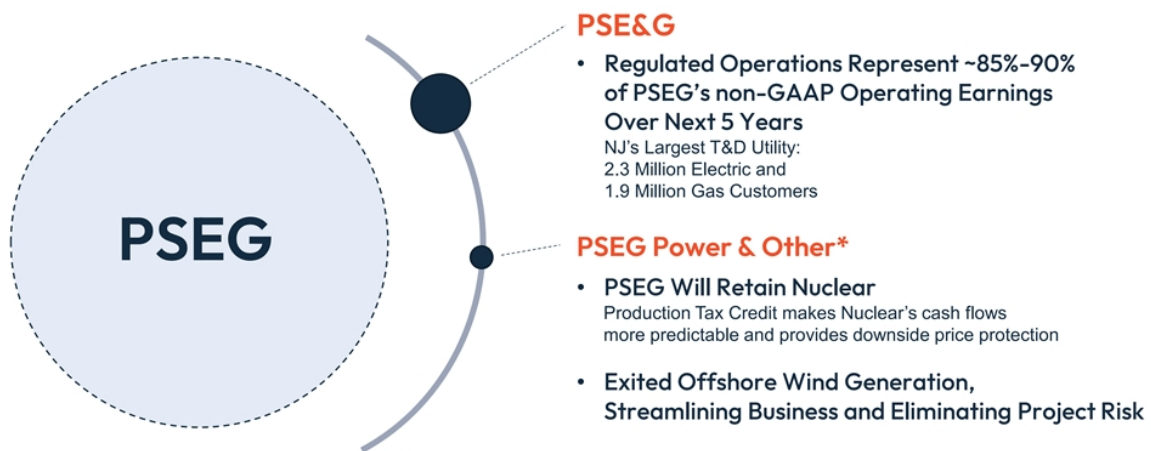 PSEG
PSE&G
• Regulated Operations Represent ~85%-90%
of PSEG's non-GAAP Operating Earnings
Over Next 5 Years
NJ's Largest T&D Utility:
2.3 Million Electric and
1.9 Million Gas Customers
PSEG Power & Other*
• PSEG Will Retain Nuclear
Production Tax Credit makes Nuclear's cash flows
more predictable and provides downside price protection
• Exited Offshore Wind Generation,
Streamlining Business and Eliminating Project Risk